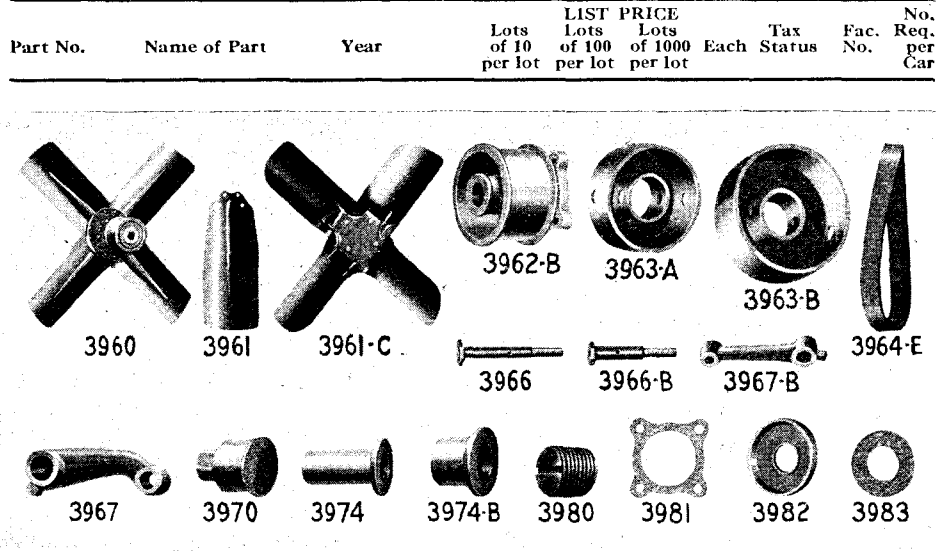 LIST PRICE No.
Lots Lots Lots Tax Fac. Req.
Part No. Name of Part Year of 10 of 100 of 1000 Each Status No. per
per lot per lot per lot Car
3960 3961 3961-C 3962-B 3963-A 3963-B 3964-E
3966 3966-B 3967-B
3967 3970 3974 3974-B 3980 3981 3982 3983